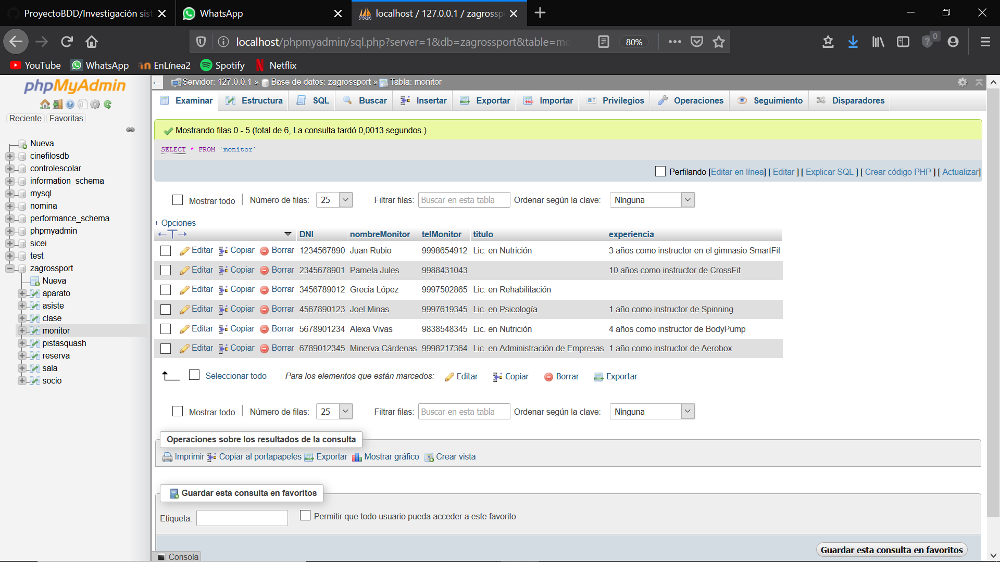 ProyectoBDD/Investigación sist
WhatsApp
localhost / 127.0.0.1 / zagrossp
localhost/phpmyadmin/sql.php?server=1&db=zagrossport&table=mo
80%
0
YouTube WhatsApp EnLínea2 Spotify Netflix
phpMyAdmin
Reciente Favoritas
Nueva
cinefilosdb
controlescolar
information_schema
mysql
nomina
performance_schema
phpmyadmin
sicei
test
zagrossport
Nueva
aparato
asiste
clase
monitor
pistasquash
reserva
sala
socio
Servidor: 127.0.0.1 » Base de datos: zagrossport » Tabla: monitor
Examinar Estructura SQL Buscar Insertar Exportar Importar Privilegios Operaciones Seguimiento Disparadores
Mostrando filas 0 - 5 (total de 6, La consulta tardó 0,0013 segundos.)
SELECT * FROM `monitor`
Perfilando [Editar en línea] [ Editar ] [ Explicar SQL ] [ Crear código PHP ] [ Actualizar]
Mostrar todo | Número de filas: 25 Filtrar filas: Buscar en esta tabla Ordenar según la clave: Ninguna
+ Opciones
←T→ DNI nombreMonitor telMonitor titulo experiencia
Editar Copiar Borrar 1234567890 Juan Rubio 9998654912 Lic. en Nutrición 3 años como instructor en el gimnasio SmartFit
Editar Copiar Borrar 2345678901 Pamela Jules 9988431043 10 años como instructor de CrossFit
Editar Copiar Borrar 3456789012 Grecia López 9997502865 Lic. en Rehabilitación
Editar Copiar Borrar 4567890123 Joel Minas 9997619345 Lic. en Psicología 1 año como instructor de Spinning
Editar Copiar Borrar 5678901234 Alexa Vivas 9838548345 Lic. en Nutrición 4 años como instructor de BodyPump
Editar Copiar Borrar 6789012345 Minerva Cárdenas 9998217364 Lic. en Administración de Empresas 1 año como instructor de Aerobox
Seleccionar todo Para los elementos que están marcados: Editar Copiar Borrar Exportar
Mostrar todo | Número de filas: 25 Filtrar filas: Buscar en esta tabla Ordenar según la clave: Ninguna
Operaciones sobre los resultados de la consulta
Imprimir Copiar al portapapeles Exportar Mostrar gráfico Crear vista
Guardar esta consulta en favoritos
Etiqueta: Permitir que todo usuario pueda acceder a este favorito
Guardar esta consulta en favoritos
Consola